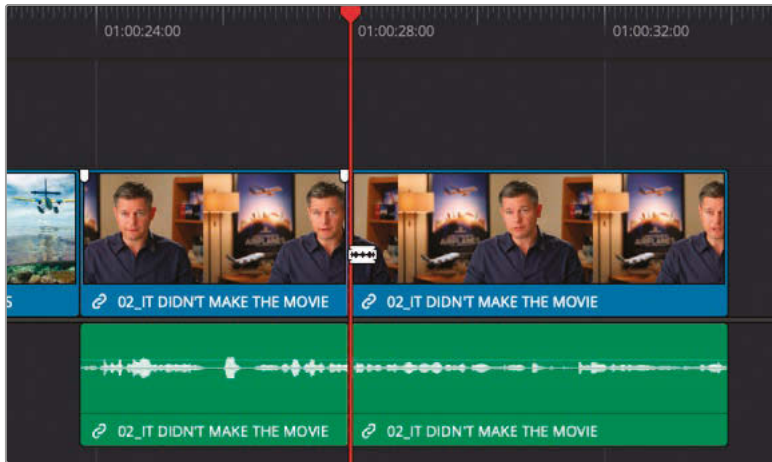 01:00:24:00
01:00:28:00
01:00:32:00
S
02_IT DIDN'T MAKE THE MOVIE
02_IT DIDN'T MAKE THE MOVIE
02_IT DIDN'T MAKE THE MOVIE
02_IT DIDN'T MAKE THE MOVIE